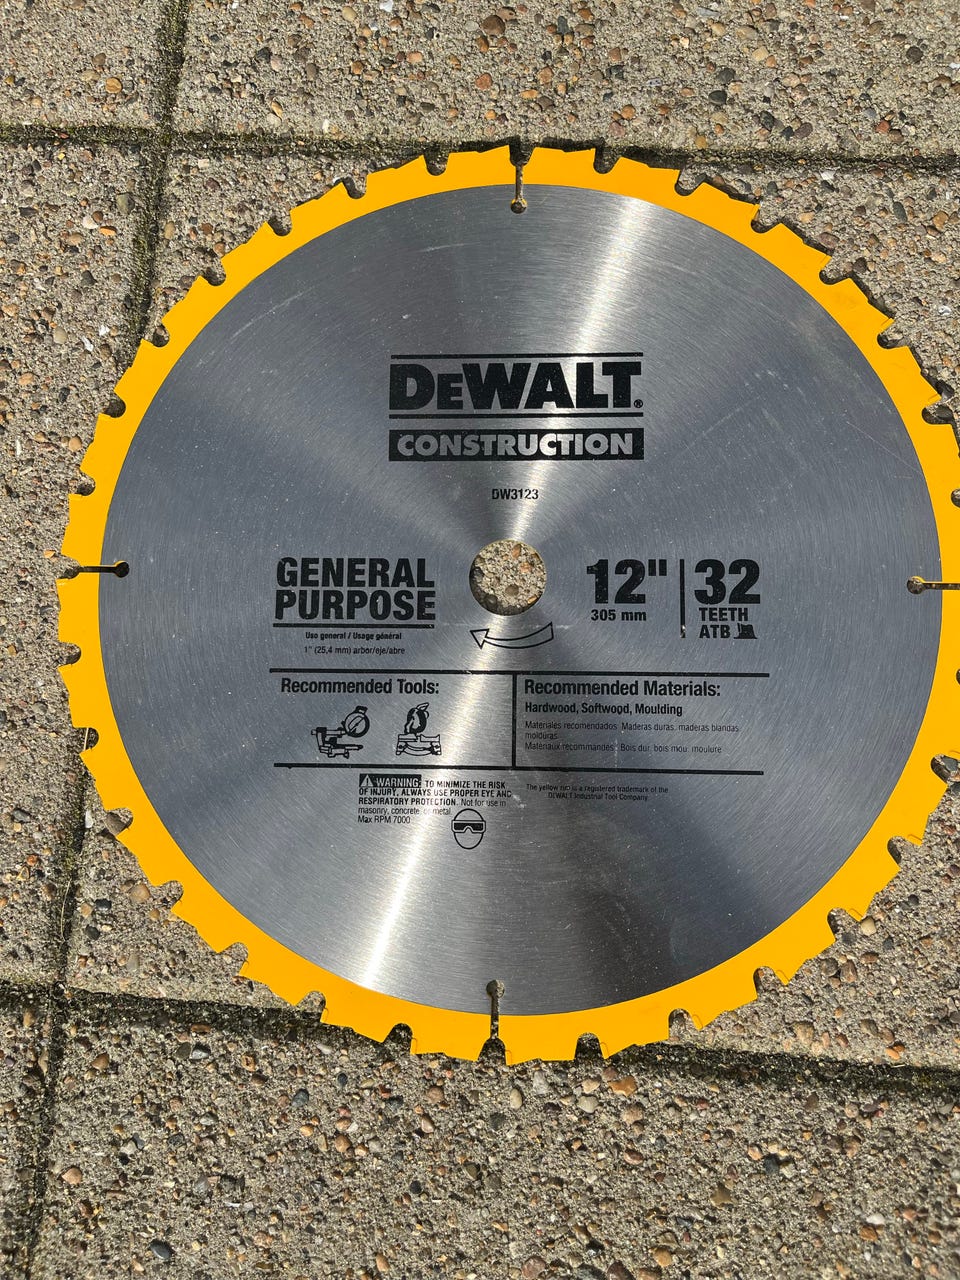 DEWALT®
CONSTRUCTION
DW3123
GENERAL
PURPOSE
Uso general / Usage général
1" (25,4 mm) arbor/eje/abre
12"
305 mm
32
TEETH
ATB
Recommended Tools:
Recommended Materials:
Hardwood, Softwood, Moulding
Materiales recomendados: Maderas duras, maderas blandas,
molduras
Matériaux recommandés: Bois dur, bois mou, moulure
WARNING: TO MINIMIZE THE RISK
OF INJURY, ALWAYS USE PROPER EYE AND
RESPIRATORY PROTECTION. Not for use in
masonry, concrete, or metal.
Max RPM 7000
The yellow rim is a registered trademark of the
DEWALT Industrial Tool Company